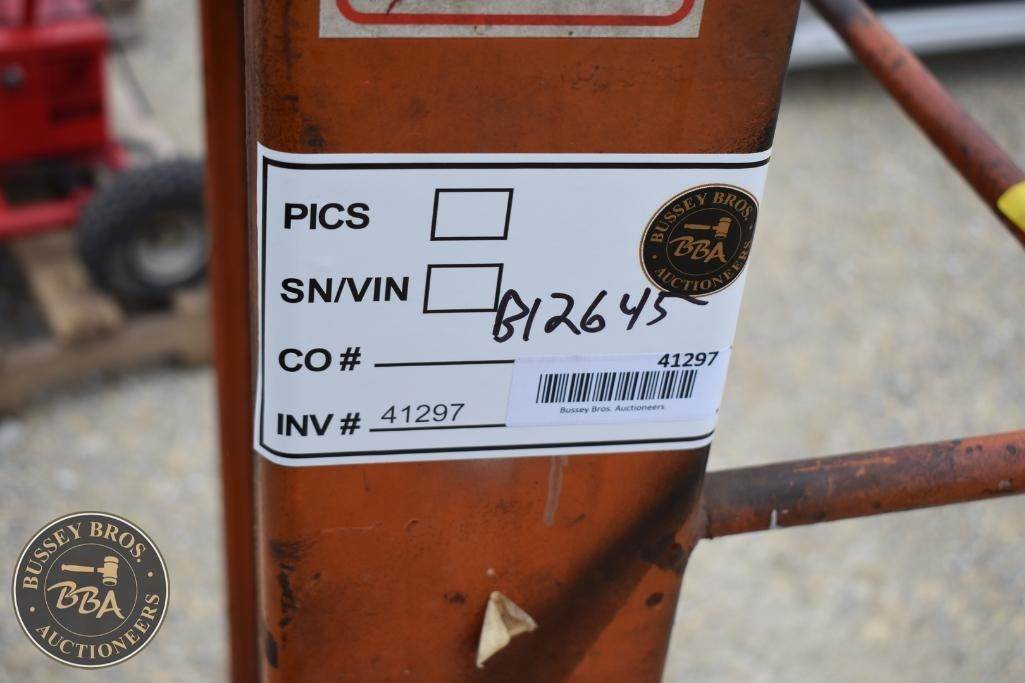 PICS
BUSSEY BROS.
BBA
AUCTIONEERS
SN/VIN
B12645
CO #
41297
Bussey Bros. Auctioneers
INV # 41297
BUSSEY BROS.
BBA
AUCTIONEERS